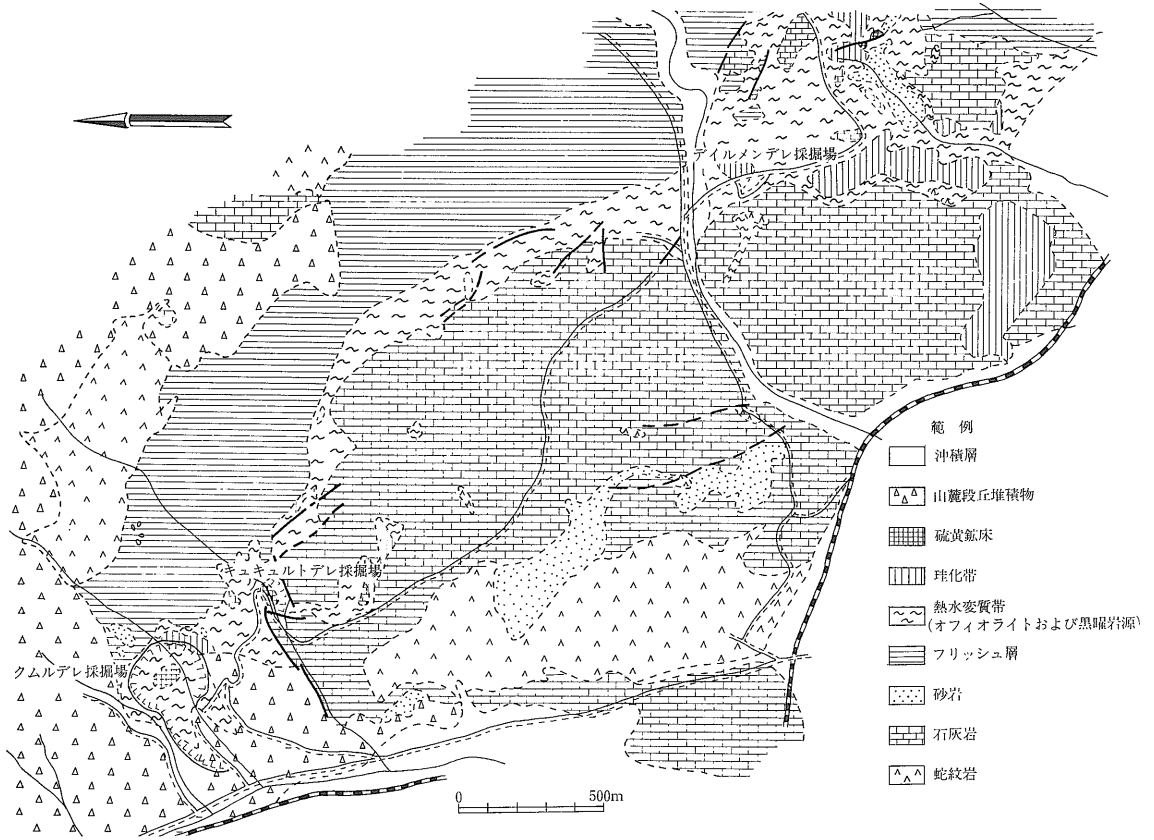 デイルメンデレ採掘場
キュキュルトデレ採掘場
クムルデレ採掘場
範 例
沖積層
山麓段丘堆積物
硫黄鉱床
珪化帯
熱水変質帯
(オフィオライトおよび黒曜岩源)
フリッシュ層
砂岩
石灰岩
蛇紋岩
0 500m